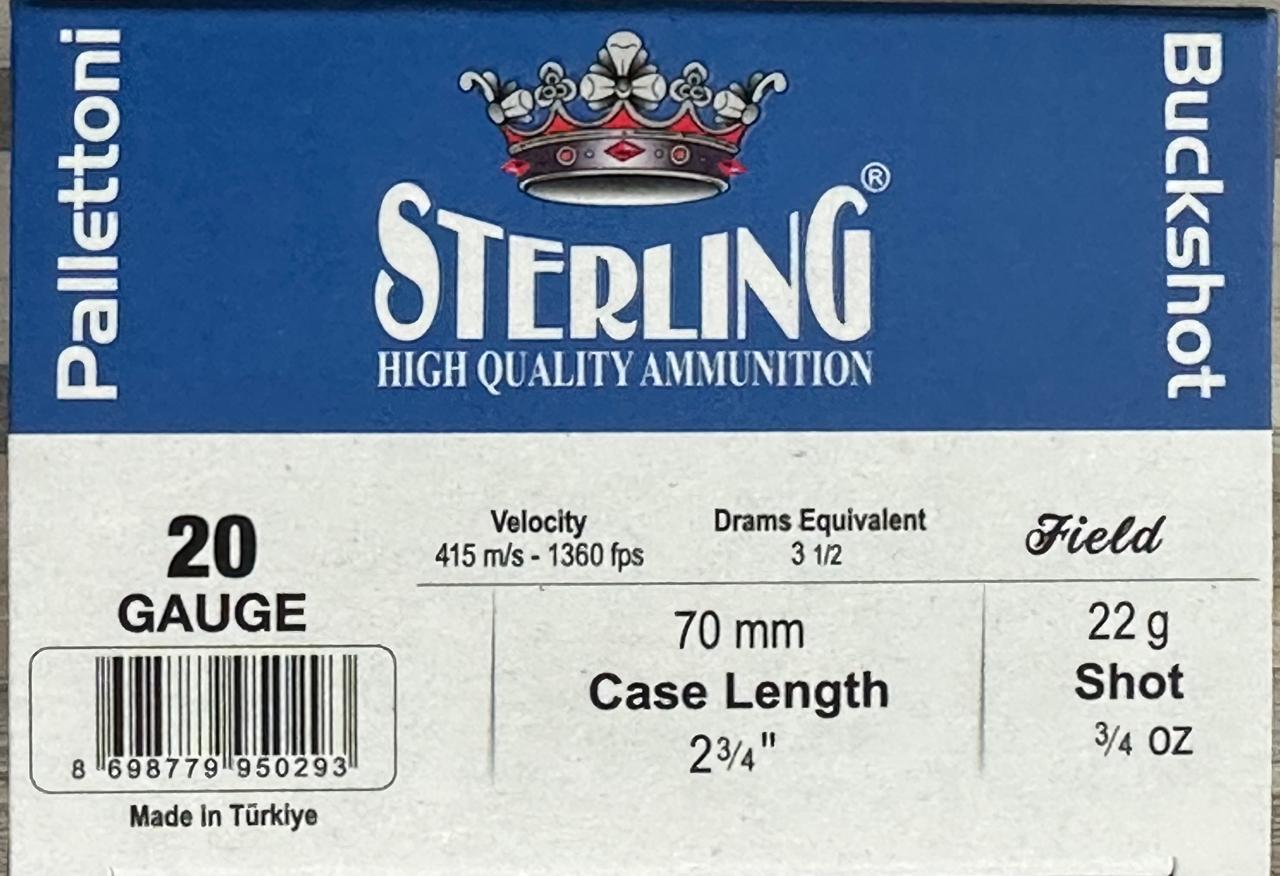 Pallettoni
STERLING®
HIGH QUALITY AMMUNITION
Buckshot
20
GAUGE
Velocity
415 m/s - 1360 fps
Drams Equivalent
3 1/2
Field
70 mm
Case Length
2 3/4"
22 g
Shot
3/4 OZ
8 698779 950293
Made in Türkiye